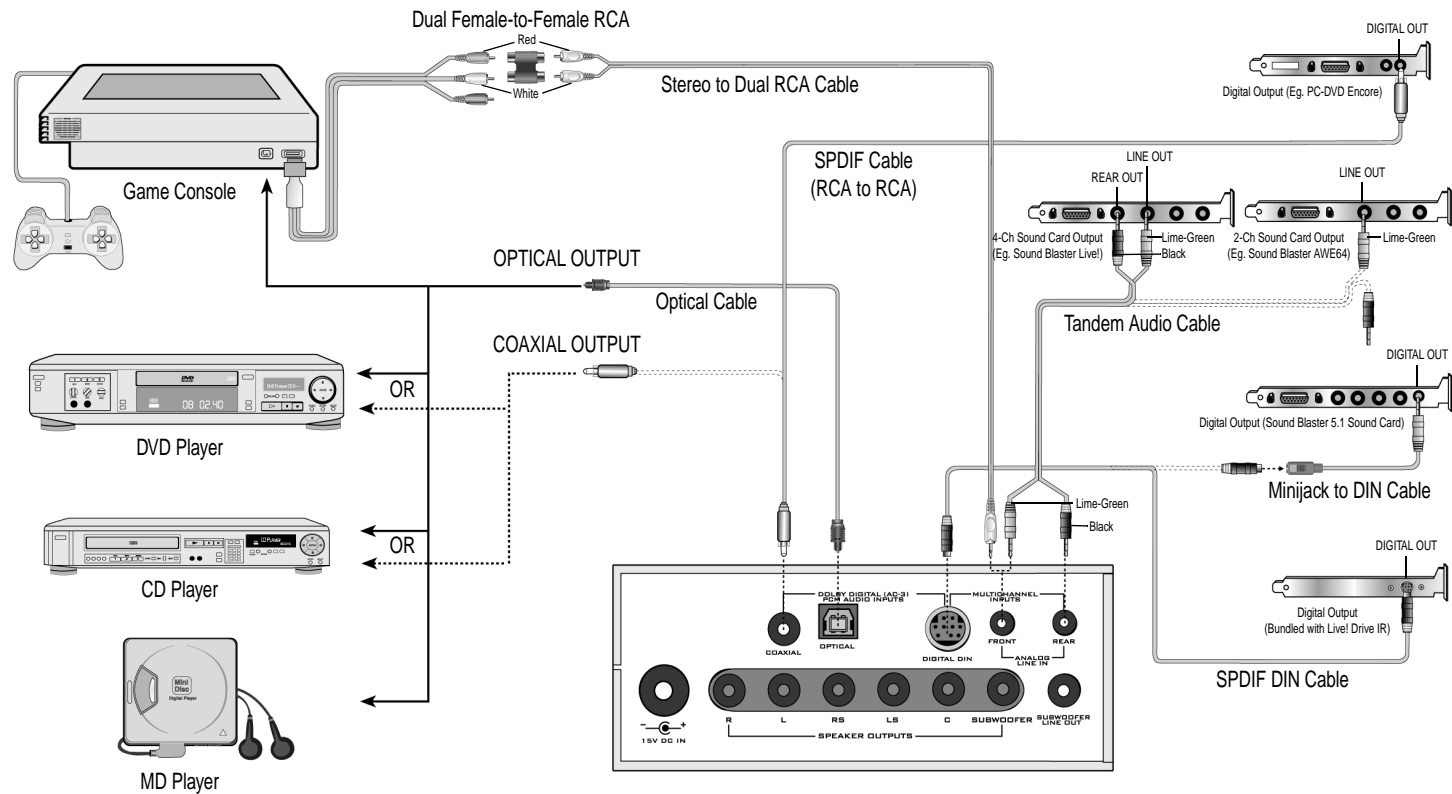 Dual Female-to-Female RCA
Red
White
Stereo to Dual RCA Cable
DIGITAL OUT
Digital Output (Eg. PC-DVD Encore)
Game Console
SPDIF Cable
(RCA to RCA)
LINE OUT
REAR OUT
LINE OUT
4-Ch Sound Card Output
(Eg. Sound Blaster Live!)
Lime-Green
Black
2-Ch Sound Card Output
(Eg. Sound Blaster AWE64)
Lime-Green
OPTICAL OUTPUT
Optical Cable
Tandem Audio Cable
COAXIAL OUTPUT
DIGITAL OUT
OR
DVD Player
08 02:40
Digital Output (Sound Blaster 5.1 Sound Card)
Minijack to DIN Cable
Lime-Green
Black
CD PLAYER
OR
CD Player
DIGITAL OUT
Digital Output
(Bundled with Live! Drive IR)
SPDIF DIN Cable
DOLBY DIGITAL (AC-3)
PCM AUDIO INPUTS
MULTICHANNEL
INPUTS
COAXIAL
OPTICAL
DIGITAL DIN
FRONT
REAR
ANALOG
LINE IN
Mini
Disc
Digital Player
MD Player
- +
15V DC IN
R
L
RS
LS
C
SUBWOOFER
SUBWOOFER
LINE OUT
SPEAKER OUTPUTS